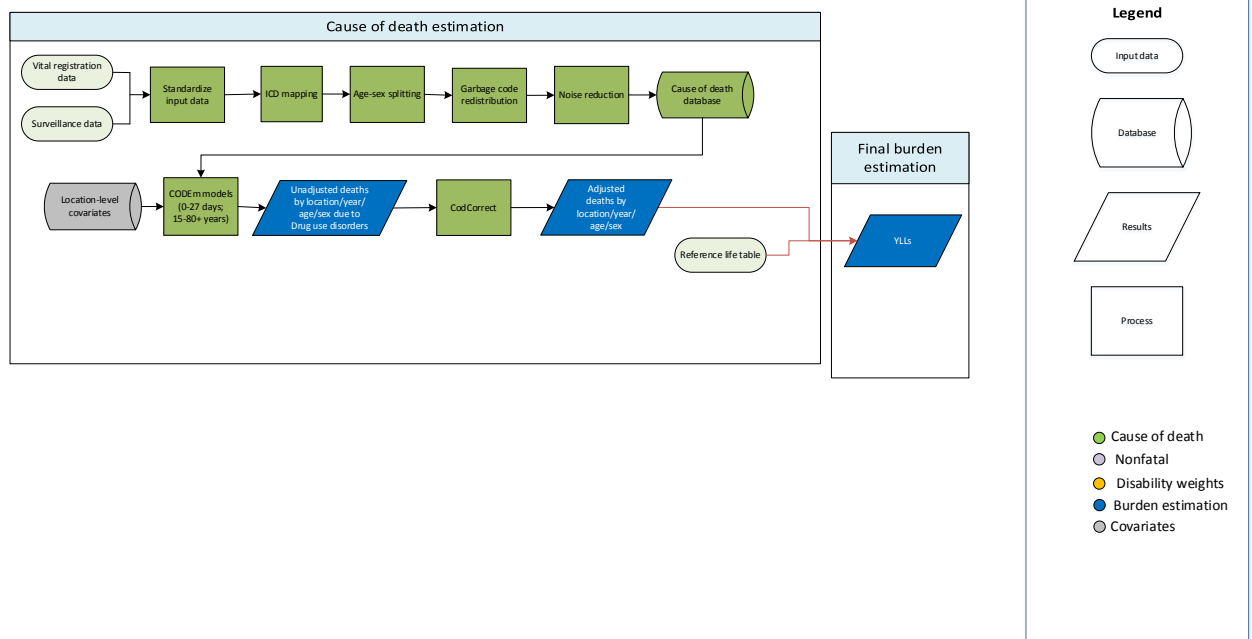 Cause of death estimation
Vital registration
data
Surveillance data
Standardize
input data
ICD mapping
Age-sex splitting
Garbage code
redistribution
Noise reduction
Cause of death
database
Location-level
covariates
CODEm models
(0-27 days;
15-80+ years)
Unadjusted deaths
by location/year/
age/sex due to
Drug use disorders
CodCorrect
Adjusted
deaths by
location/year/
age/sex
Reference life table
Final burden
estimation
YLLs
Legend
Input data
Database
Results
Process
Cause of death
Nonfatal
Disability weights
Burden estimation
Covariates